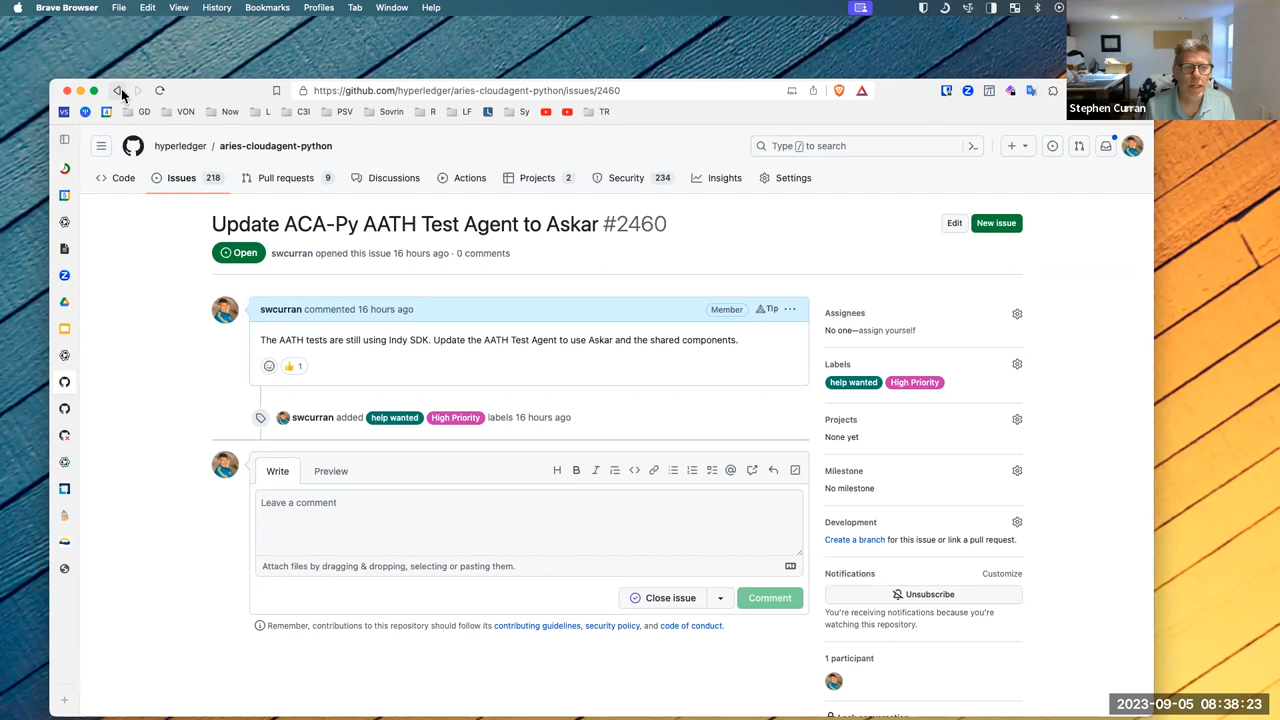 Brave Browser File Edit View History Bookmarks Profiles Tab Window Help
https://github.com/hyperledger/aries-cloudagent-python/issues/2460
GD VON Now L C3I PSV Sovrin R LF Sy TR
Stephen Curran
hyperledger / aries-cloudagent-python
Type / to search
Code Issues 218 Pull requests 9 Discussions Actions Projects 2 Security 234 Insights Settings
Update ACA-Py AATH Test Agent to Askar #2460
Edit New issue
Open swcurran opened this issue 16 hours ago · 0 comments
swcurran commented 16 hours ago
Member Tip
The AATH tests are still using Indy SDK. Update the AATH Test Agent to use Askar and the shared components.
1
swcurran added help wanted High Priority labels 16 hours ago
Write Preview
Leave a comment
Attach files by dragging & dropping, selecting or pasting them.
Close issue Comment
Remember, contributions to this repository should follow its contributing guidelines, security policy, and code of conduct.
Assignees
No one—assign yourself
Labels
help wanted High Priority
Projects
None yet
Milestone
No milestone
Development
Create a branch for this issue or link a pull request.
Notifications Customize
Unsubscribe
You're receiving notifications because you're
watching this repository.
1 participant
2023-09-05 08:38:23